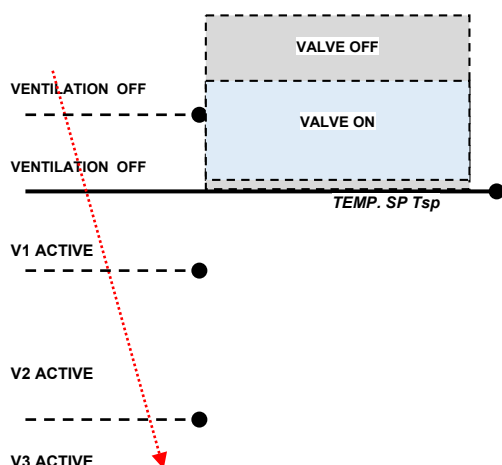 VALVE OFF
VENTILATION OFF
VALVE ON
VENTILATION OFF
TEMP. SP Tsp
V1 ACTIVE
V2 ACTIVE
V3 ACTIVE